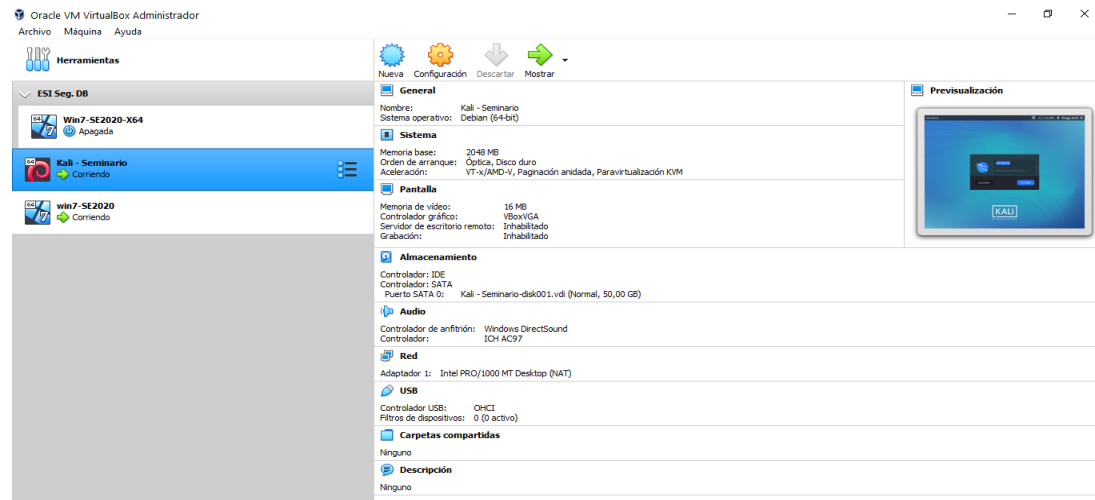 Oracle VM VirtualBox Administrador
Archivo Máquina Ayuda
Herramientas
Nueva Configuración Descartar Mostrar
ESI Seg. DB
64 7 Win7-SE2020-X64
Apagada
64 Kali - Seminario
Corriendo
64 7 win7-SE2020
Corriendo
General
Nombre: Kali - Seminario
Sistema operativo: Debian (64-bit)
Sistema
Memoria base: 2048 MB
Orden de arranque: Óptica, Disco duro
Aceleración: VT-x/AMD-V, Paginación anidada, Paravirtualización KVM
Pantalla
Memoria de vídeo: 16 MB
Controlador gráfico: VBoxVGA
Servidor de escritorio remoto: Inhabilitado
Grabación: Inhabilitado
Almacenamiento
Controlador: IDE
Controlador: SATA
Puerto SATA 0: Kali - Seminario-disk001.vdi (Normal, 50,00 GB)
Audio
Controlador de anfitrión: Windows DirectSound
Controlador: ICH AC97
Red
Adaptador 1: Intel PRO/1000 MT Desktop (NAT)
USB
Controlador USB: OHCI
Filtros de dispositivos: 0 (0 activo)
Carpetas compartidas
Ninguno
Descripción
Ninguno
Previsualización
KALI